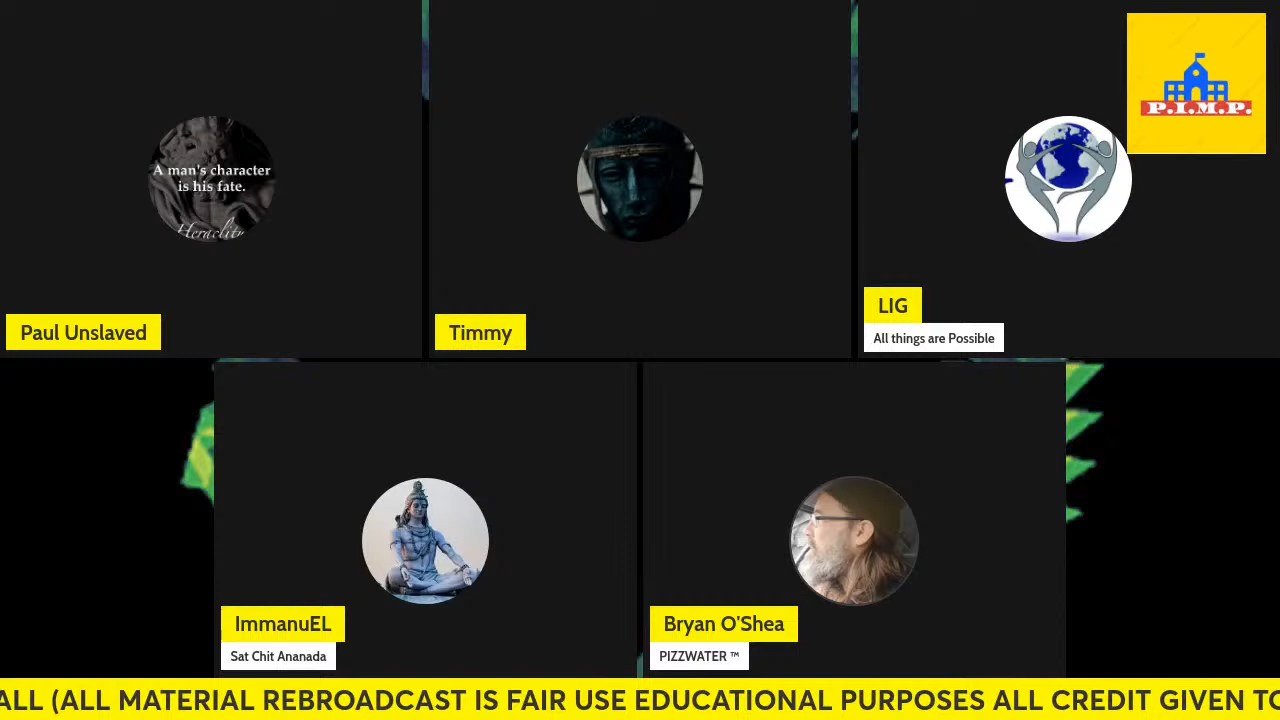 P.I.M.P.
A man's character
is his fate.
Paul Unslaved
Timmy
LIG
All things are Possible
ImmanuEL
Sat Chit Ananada
Bryan O'Shea
PIZZWATER ™
ALL (ALL MATERIAL REBROADCAST IS FAIR USE EDUCATIONAL PURPOSES ALL CREDIT GIVEN TO